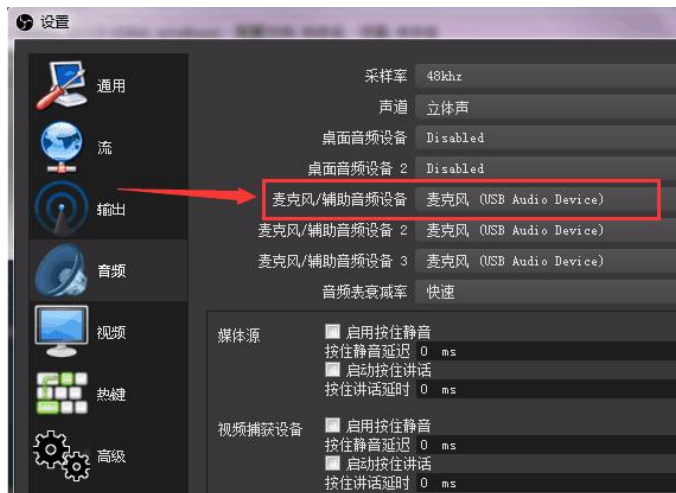 设置
通用
流
输出
音频
视频
热键
高级
采样率 48khz
声道 立体声
桌面音频设备 Disabled
桌面音频设备 2 Disabled
麦克风/辅助音频设备 麦克风 (USB Audio Device)
麦克风/辅助音频设备 2 麦克风 (USB Audio Device)
麦克风/辅助音频设备 3 麦克风 (USB Audio Device)
音频表衰减率 快速
媒体源 启用按住静音
按住静音延迟 0 ms
启动按住讲话
按住讲话延时 0 ms
视频捕获设备 启用按住静音
按住静音延迟 0 ms
启动按住讲话
按住讲话延时 0 ms